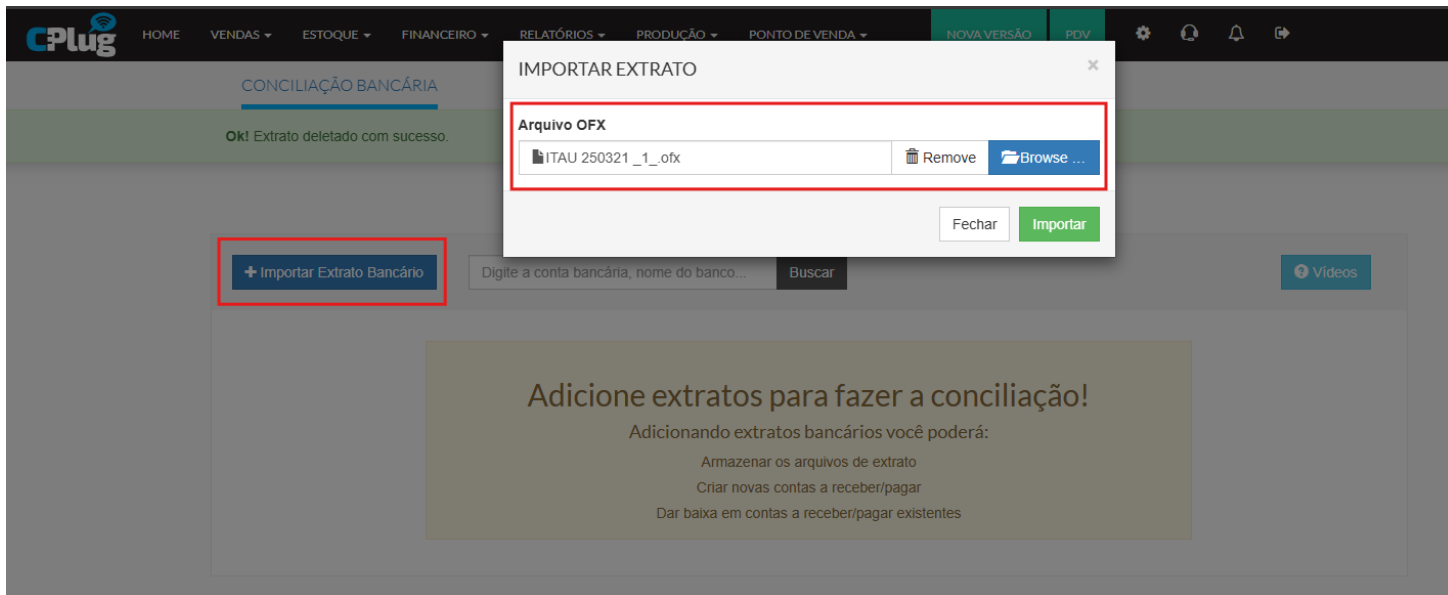 CPlug HOME VENDAS ESTOQUE FINANCEIRO RELATÓRIOS PRODUÇÃO PONTO DE VENDA NOVA VERSÃO PDV
IMPORTAR EXTRATO ×
CONCILIAÇÃO BANCÁRIA
Arquivo OFX
Ok! Extrato deletado com sucesso.
ITAU 250321 _1_.ofx Remove Browse ...
Fechar Importar
+ Importar Extrato Bancário Digite a conta bancária, nome do banco... Buscar Vídeos
Adicione extratos para fazer a conciliação!
Adicionando extratos bancários você poderá:
Armazenar os arquivos de extrato
Criar novas contas a receber/pagar
Dar baixa em contas a receber/pagar existentes